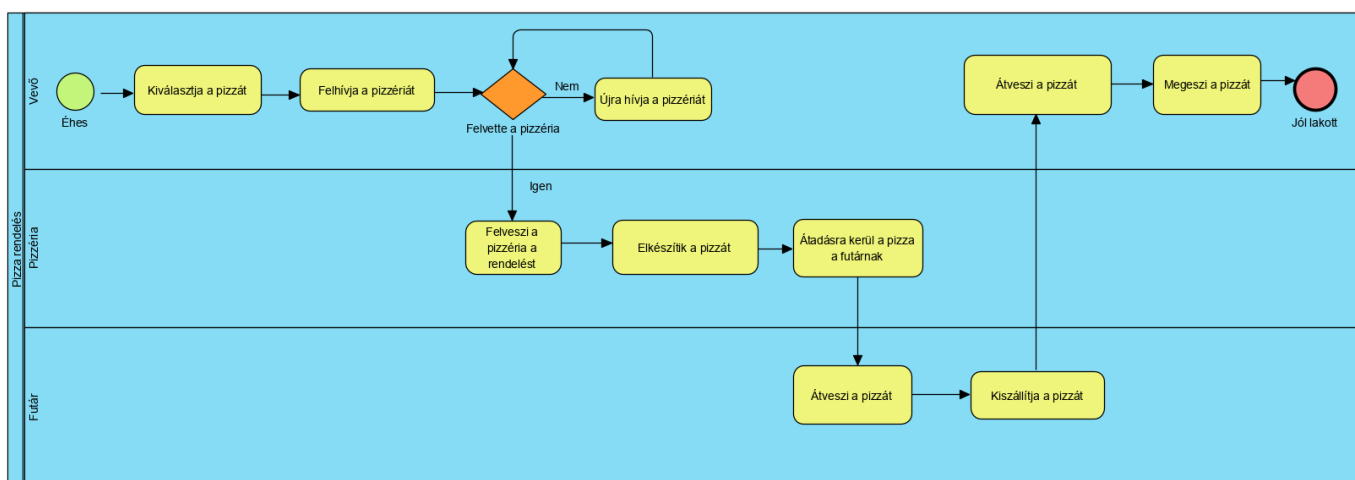 Pizza rendelés
Vevő
Éhes
Kiválasztja a pizzát
Felhívja a pizzériát
Felvette a pizzéria
Nem
Újra hívja a pizzériát
Igen
Átveszi a pizzát
Megeszi a pizzát
Jól lakott
Pizzéria
Felveszi a
pizzéria a
rendelést
Elkészítik a pizzát
Átadásra kerül a pizza
a futárnak
Futár
Átveszi a pizzát
Kiszállítja a pizzát